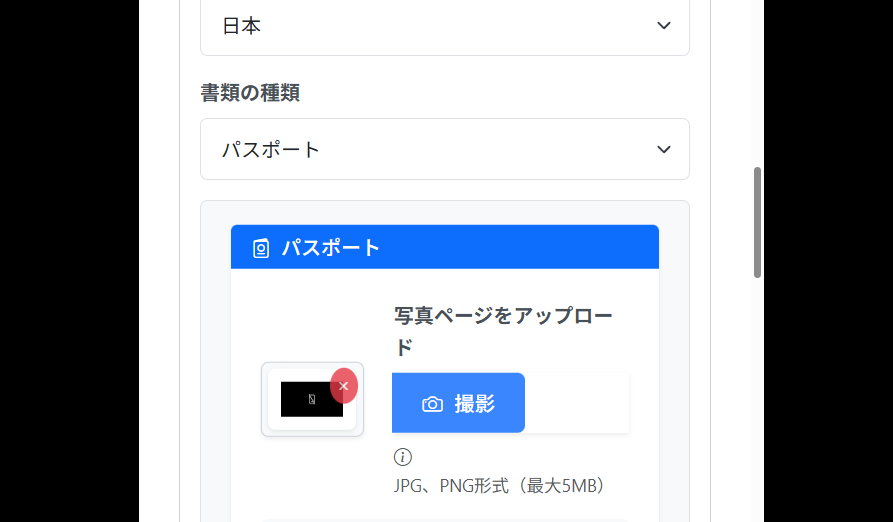 日本
書類の種類
パスポート
パスポート
写真ページをアップロー
ド
撮影
JPG、PNG形式（最大5MB）